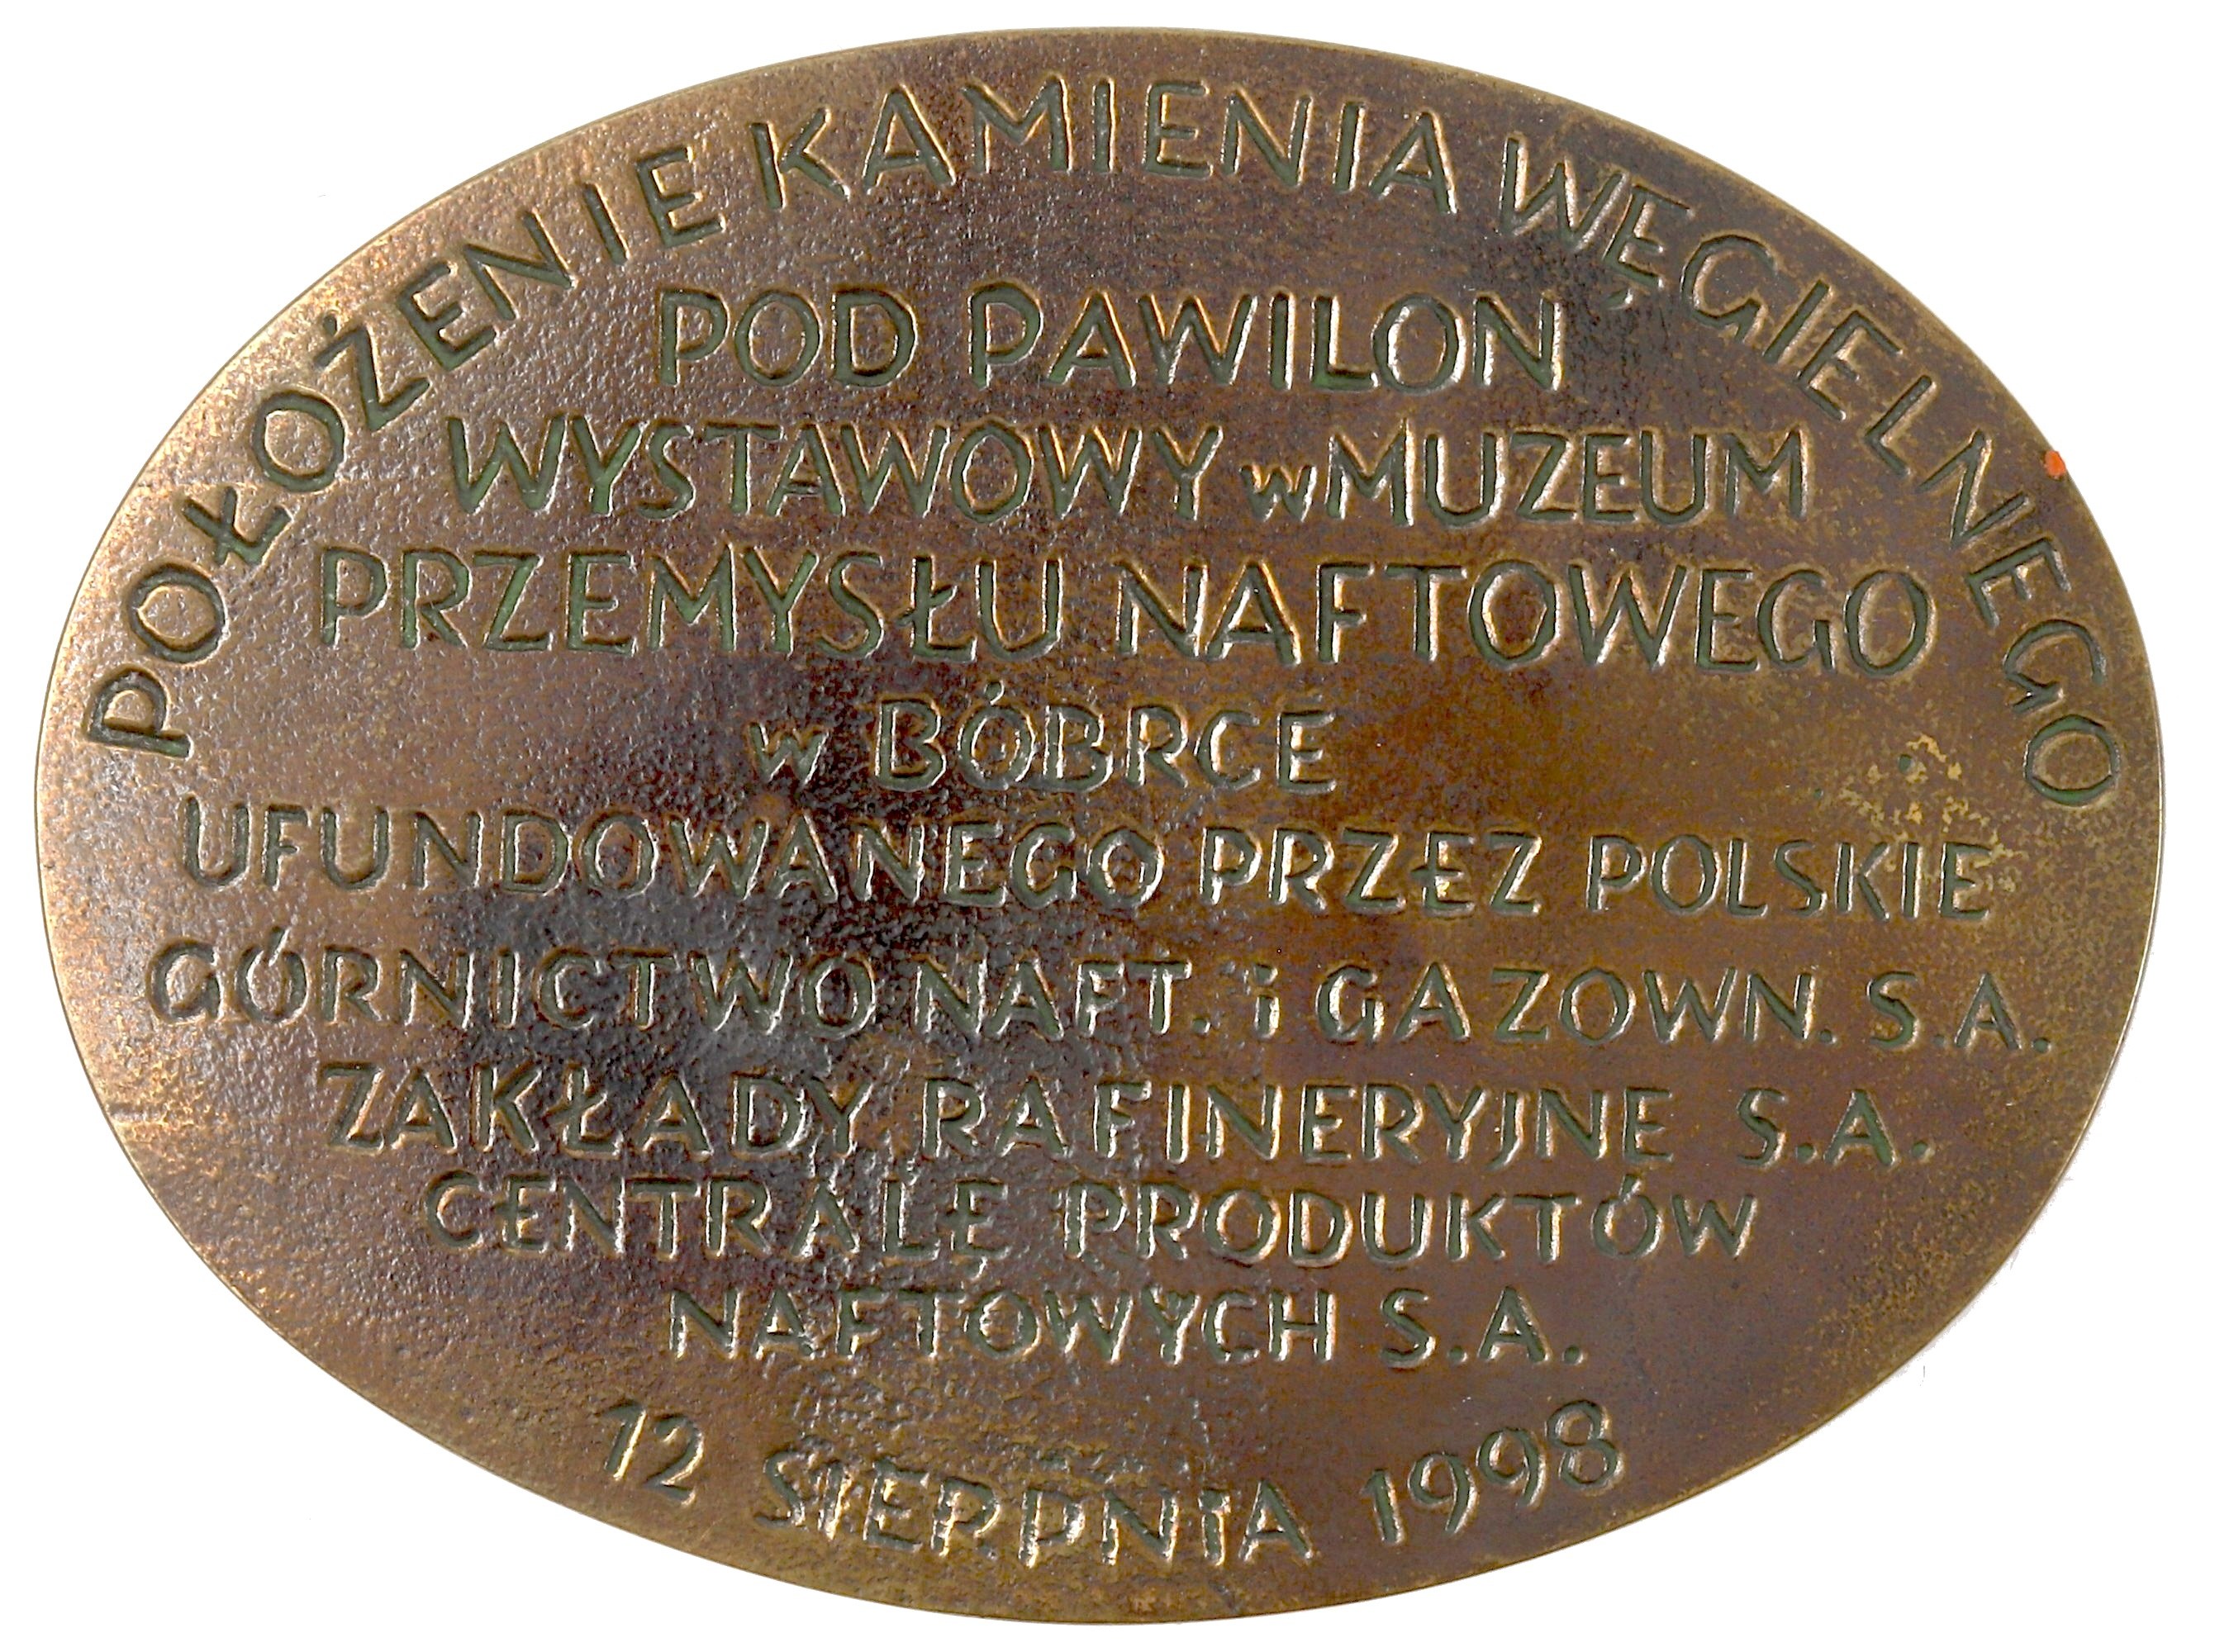 POŁOŻENIE KAMIENIA WĘGIELNEGO
POD PAWILON
WYSTAWOWY w MUZEUM
PRZEMYSŁU NAFTOWEGO
w BÓBRCE
UFUNDOWANEGO PRZEZ POLSKIE
GÓRNICTWO NAFT. i GAZOWN. S.A.
ZAKŁADY RAFINERYJNE S.A.
CENTRALE PRODUKTÓW
NAFTOWYCH S.A.
12 SIERPNIA 1998